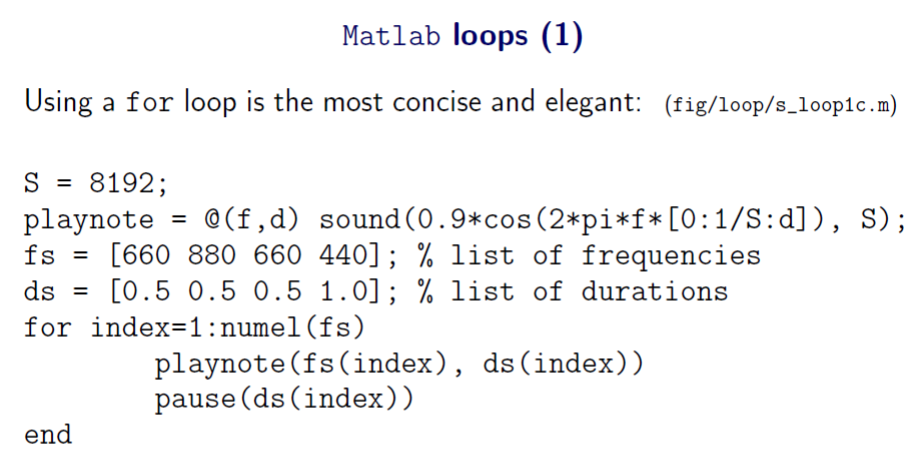 Matlab loops (1)
Using a for loop is the most concise and elegant: (fig/loop/s_loop1c.m)
S = 8192;
playnote = @(f,d) sound(0.9*cos(2*pi*f*[0:1/S:d]), S);
fs = [660 880 660 440]; % list of frequencies
ds = [0.5 0.5 0.5 1.0]; % list of durations
for index=1:numel(fs)
        playnote(fs(index), ds(index))
        pause(ds(index))
end